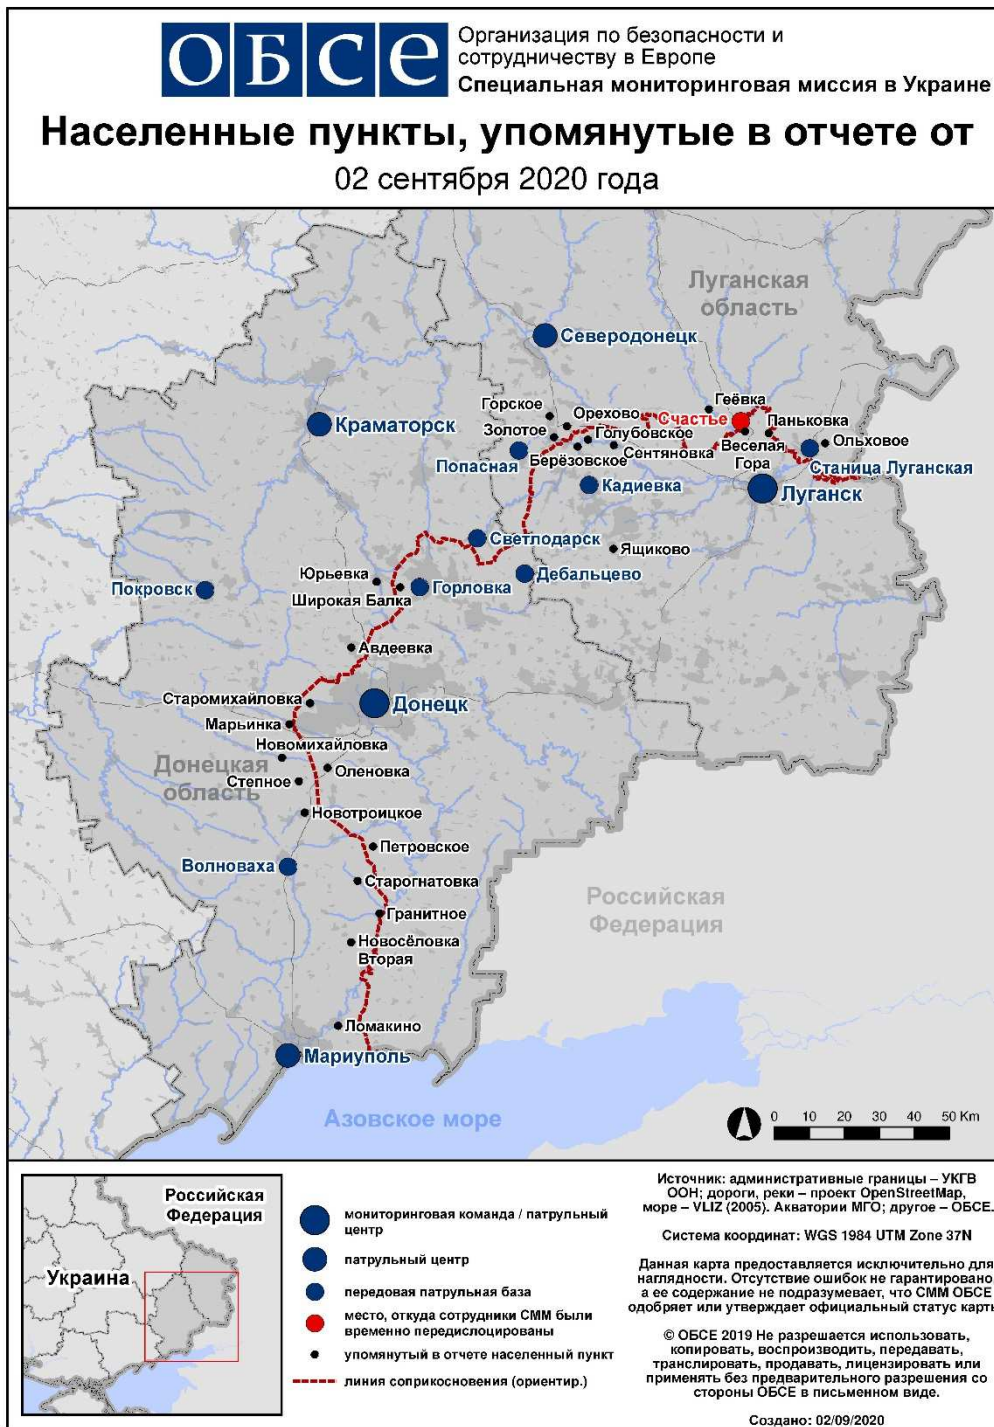 ОБСЕ
Организация по безопасности и
сотрудничеству в Европе
Специальная мониторинговая миссия в Украине
Населенные пункты, упомянутые в отчете от
02 сентября 2020 года
Луганская
область
Северодонецк
Геёвка
Горское
Орехово
Счастье
Паньковка
Краматорск
Золотое
Голубовское
Ольховое
Попасная
Берёзовское
Сентяновка
Веселая
Гора
Станица Луганская
Кадиевка
Луганск
Светлодарск
Ящиково
Юрьевка
Дебальцево
Покровск
Широкая Балка
Горловка
Авдеевка
Старомихайловка
Донецк
Марьинка
Новомихайловка
Донецкая
область
Оленовка
Степное
Новотроицкое
Петровское
Волноваха
Старогнатовка
Российская
Федерация
Гранитное
Новосёловка
Вторая
Ломакино
Мариуполь
Азовское море
0 10 20 30 40 50 Km
Российская
Федерация
Украина
мониторинговая команда / патрульный
центр
патрульный центр
передовая патрульная база
место, откуда сотрудники СММ были
временно передислоцированы
упомянутый в отчете населенный пункт
линия соприкосновения (ориентир.)
Источник: административные границы – УКГВ
ООН; дороги, реки – проект OpenStreetMap,
море – VLIZ (2005). Акватории МГО; другое – ОБСЕ.
Система координат: WGS 1984 UTM Zone 37N
Данная карта предоставляется исключительно для
наглядности. Отсутствие ошибок не гарантировано,
а ее содержание не подразумевает, что СММ ОБСЕ
одобряет или утверждает официальный статус карты
© ОБСЕ 2019 Не разрешается использовать,
копировать, воспроизводить, передавать,
транслировать, продавать, лицензировать или
применять без предварительного разрешения со
стороны ОБСЕ в письменном виде.
Создано: 02/09/2020